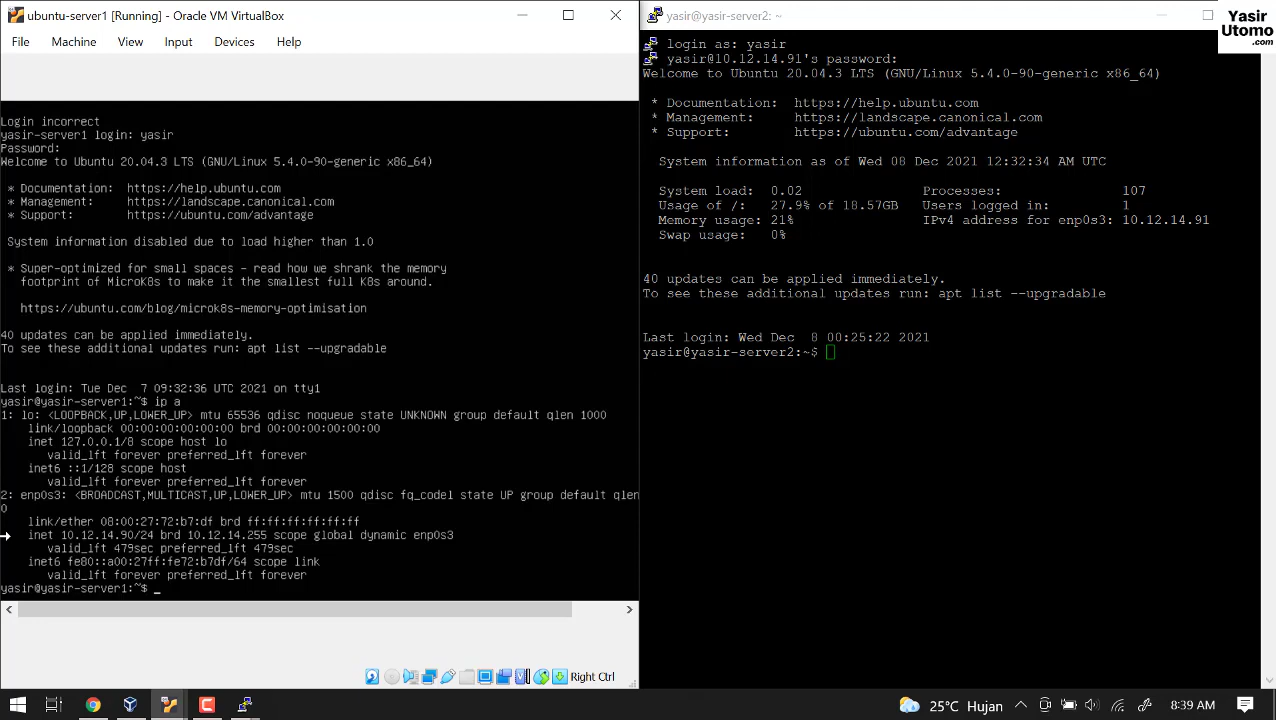 ubuntu-server1 [Running] - Oracle VM VirtualBox
File Machine View Input Devices Help
Login incorrect
yasir-server1 login: yasir
Password:
Welcome to Ubuntu 20.04.3 LTS (GNU/Linux 5.4.0-90-generic x86_64)
* Documentation: https://help.ubuntu.com
* Management: https://landscape.canonical.com
* Support: https://ubuntu.com/advantage
System information disabled due to load higher than 1.0
* Super-optimized for small spaces - read how we shrank the memory
footprint of MicroK8s to make it the smallest full K8s around.
https://ubuntu.com/blog/microk8s-memory-optimisation
40 updates can be applied immediately.
To see these additional updates run: apt list --upgradable
Last login: Tue Dec 7 09:32:36 UTC 2021 on tty1
yasir@yasir-server1:~$ ip a
1: lo: <LOOPBACK,UP,LOWER_UP> mtu 65536 qdisc noqueue state UNKNOWN group default qlen 1000
link/loopback 00:00:00:00:00:00 brd 00:00:00:00:00:00
inet 127.0.0.1/8 scope host lo
valid_lft forever preferred_lft forever
inet6 ::1/128 scope host
valid_lft forever preferred_lft forever
2: enp0s3: <BROADCAST,MULTICAST,UP,LOWER_UP> mtu 1500 qdisc fq_codel state UP group default qlen
0
link/ether 08:00:27:72:b7:df brd ff:ff:ff:ff:ff:ff
inet 10.12.14.90/24 brd 10.12.14.255 scope global dynamic enp0s3
valid_lft 479sec preferred_lft 479sec
inet6 fe80::a00:27ff:fe72:b7df/64 scope link
valid_lft forever preferred_lft forever
yasir@yasir-server1:~$ _
Right Ctrl
yasir@yasir-server2: ~
Yasir
Utomo
.com
login as: yasir
yasir@10.12.14.91's password:
Welcome to Ubuntu 20.04.3 LTS (GNU/Linux 5.4.0-90-generic x86_64)
* Documentation: https://help.ubuntu.com
* Management: https://landscape.canonical.com
* Support: https://ubuntu.com/advantage
System information as of Wed 08 Dec 2021 12:32:34 AM UTC
System load: 0.02 Processes: 107
Usage of /: 27.9% of 18.57GB Users logged in: 1
Memory usage: 21% IPv4 address for enp0s3: 10.12.14.91
Swap usage: 0%
40 updates can be applied immediately.
To see these additional updates run: apt list --upgradable
Last login: Wed Dec 8 00:25:22 2021
yasir@yasir-server2:~$
25°C Hujan 8:39 AM